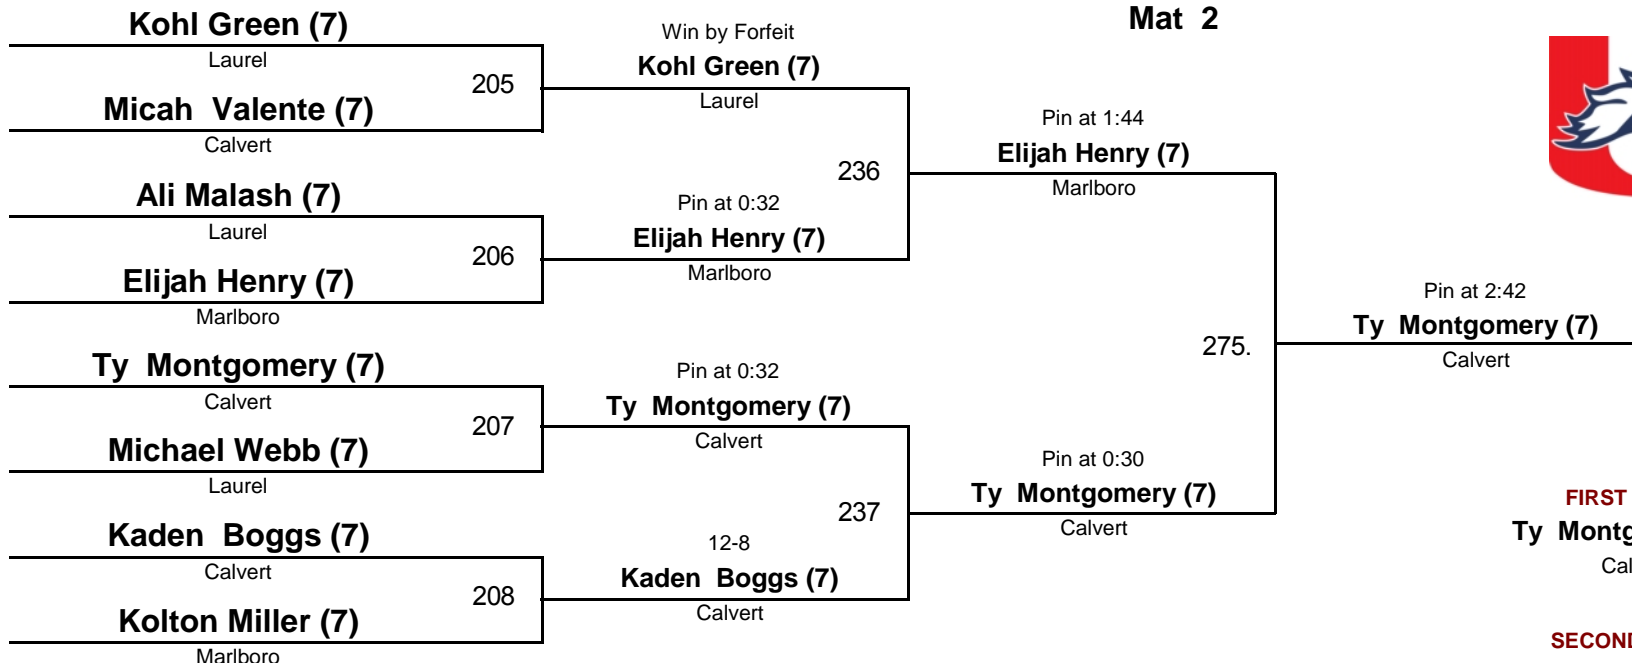 Mat 2
Kohl Green (7)
Laurel
205
Micah Valente (7)
Calvert
Win by Forfeit
Kohl Green (7)
Laurel
Ali Malash (7)
Laurel
206
Elijah Henry (7)
Marlboro
Pin at 0:32
Elijah Henry (7)
Marlboro
236
Pin at 1:44
Elijah Henry (7)
Marlboro
Ty Montgomery (7)
Calvert
207
Michael Webb (7)
Laurel
Pin at 0:32
Ty Montgomery (7)
Calvert
Kaden Boggs (7)
Calvert
208
Kolton Miller (7)
Marlboro
12-8
Kaden Boggs (7)
Calvert
237
Pin at 0:30
Ty Montgomery (7)
Calvert
275.
Pin at 2:42
Ty Montgomery (7)
Calvert
FIRST
Ty